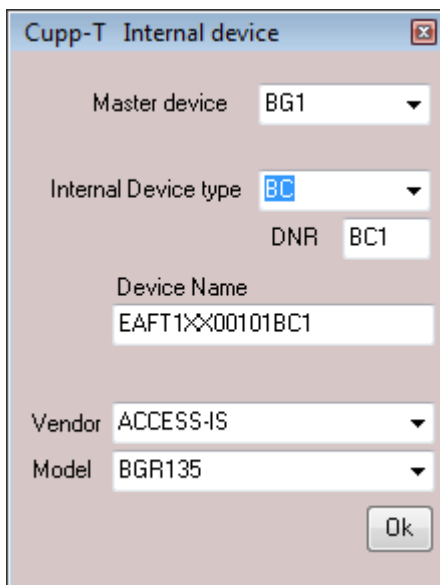 Cupp-T Internal device
Master device BG1
Internal Device type BC
DNR BC1
Device Name
EAFT1XX00101BC1
Vendor ACCESS-IS
Model BGR135
Ok